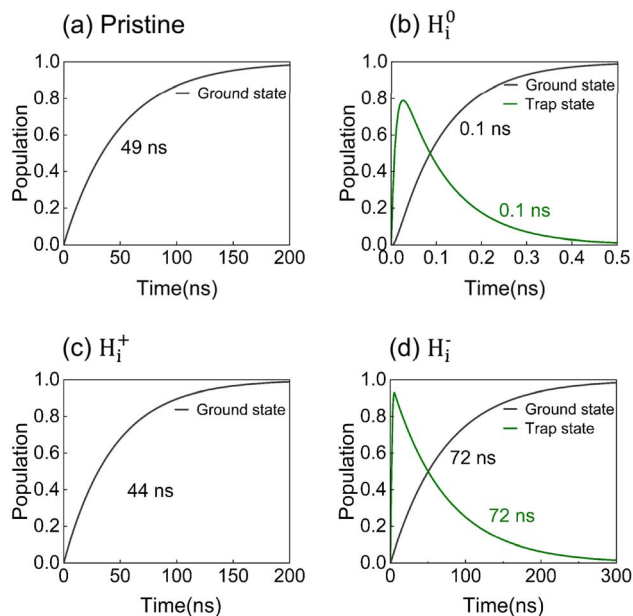 (a) Pristine
Population
1.0
0.8
0.6
0.4
0.2
0.0
Ground state
49 ns
0 50 100 150 200
Time(ns)
(b) H_i^0
Population
1.0
0.8
0.6
0.4
0.2
0.0
Ground state
Trap state
0.1 ns
0.1 ns
0.0 0.1 0.2 0.3 0.4 0.5
Time(ns)
(c) H_i^+
Population
1.0
0.8
0.6
0.4
0.2
0.0
Ground state
44 ns
0 50 100 150 200
Time(ns)
(d) H_i^-
Population
1.0
0.8
0.6
0.4
0.2
0.0
Ground state
Trap state
72 ns
72 ns
0 100 200 300
Time(ns)